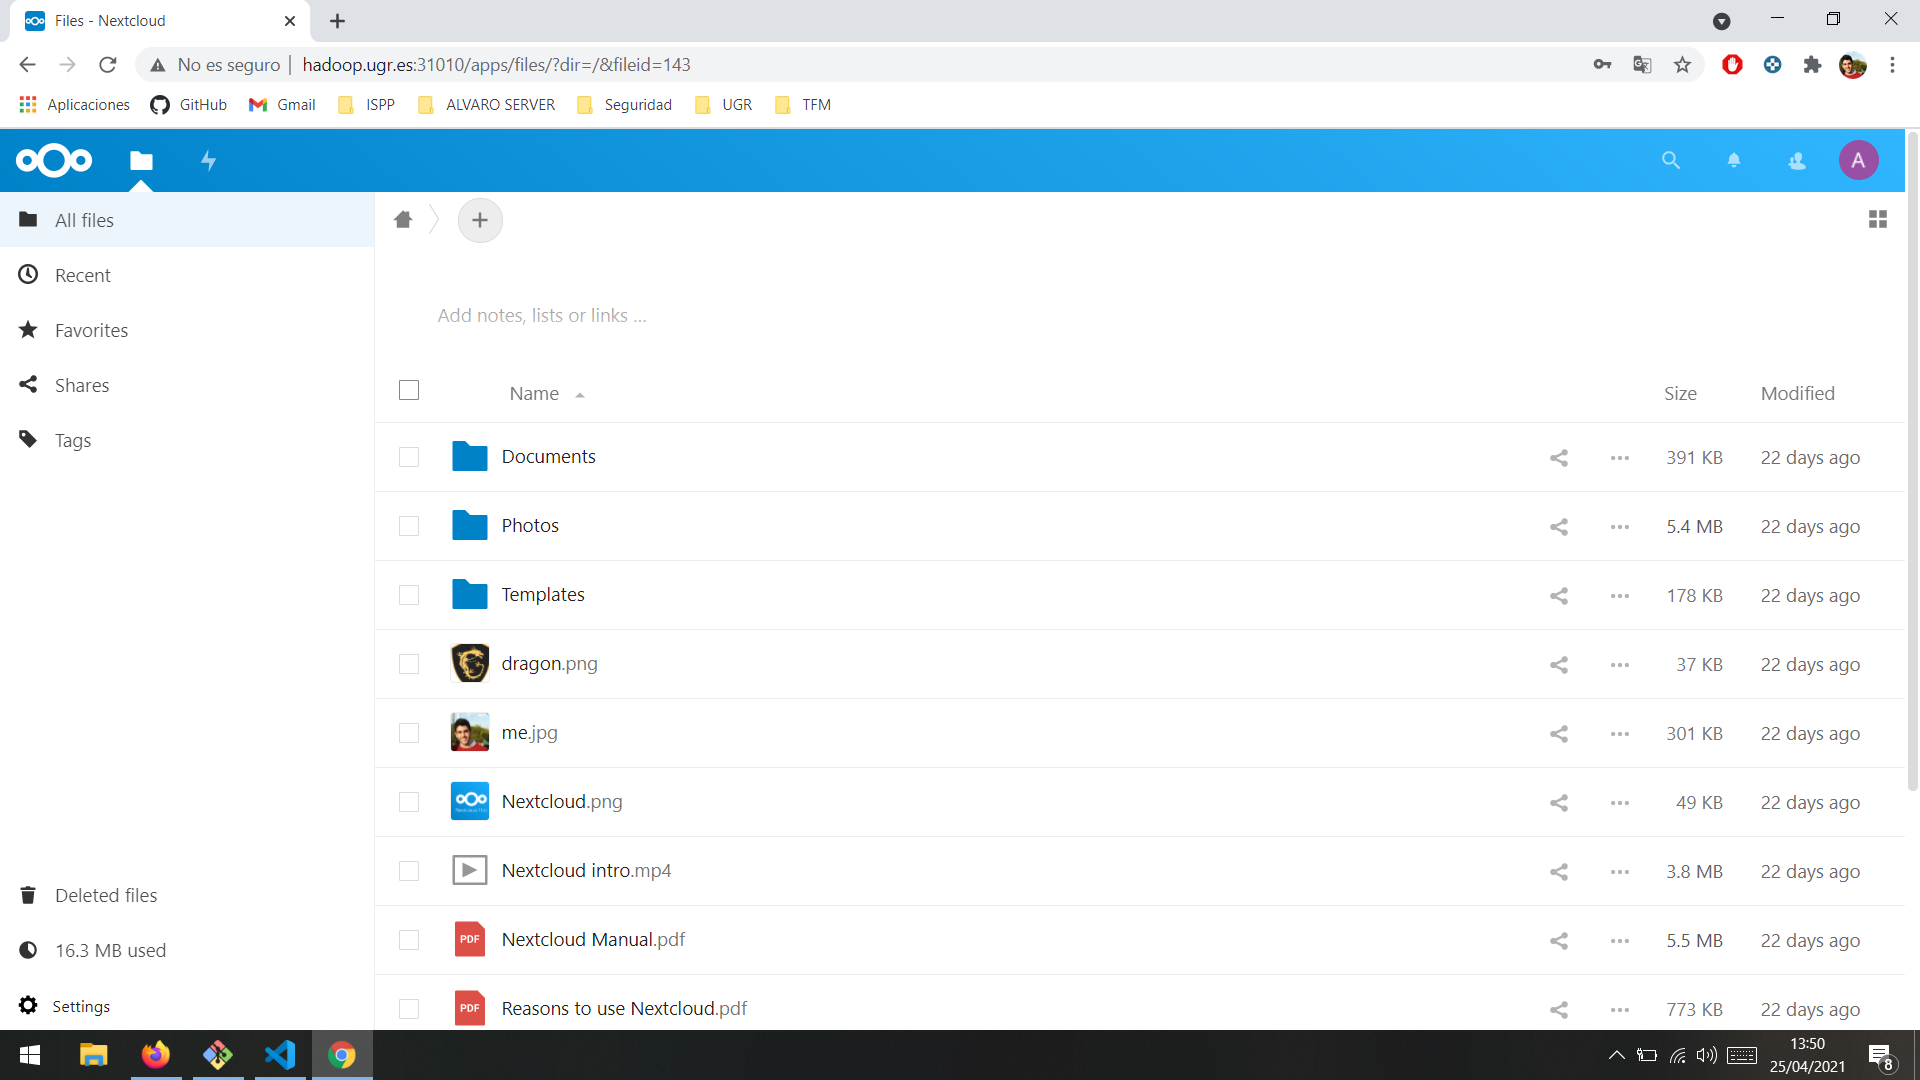 Files - Nextcloud
No es seguro | hadoop.ugr.es:31010/apps/files/?dir=/&fileid=143
Aplicaciones GitHub Gmail ISPP ALVARO SERVER Seguridad UGR TFM
A
All files
Recent
Favorites
Shares
Tags
Deleted files
16.3 MB used
Settings
Add notes, lists or links ...
Name Size Modified
Documents 391 KB 22 days ago
Photos 5.4 MB 22 days ago
Templates 178 KB 22 days ago
dragon.png 37 KB 22 days ago
me.jpg 301 KB 22 days ago
Nextcloud.png 49 KB 22 days ago
Nextcloud intro.mp4 3.8 MB 22 days ago
PDF Nextcloud Manual.pdf 5.5 MB 22 days ago
PDF Reasons to use Nextcloud.pdf 773 KB 22 days ago
13:50
25/04/2021
8